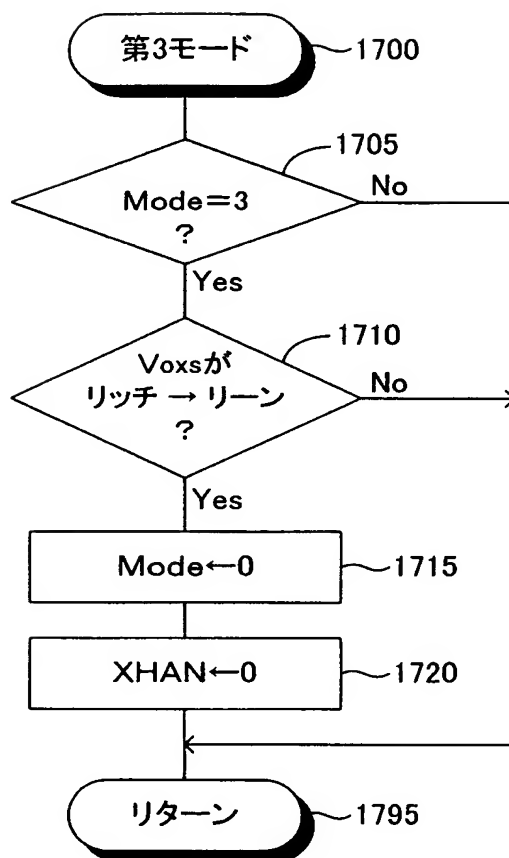 第3モード
1700
1705
Mode=3
?
No
Yes
1710
Voxsが
リッチ → リーン
?
No
Yes
Mode←0
1715
XHAN←0
1720
リターン
1795